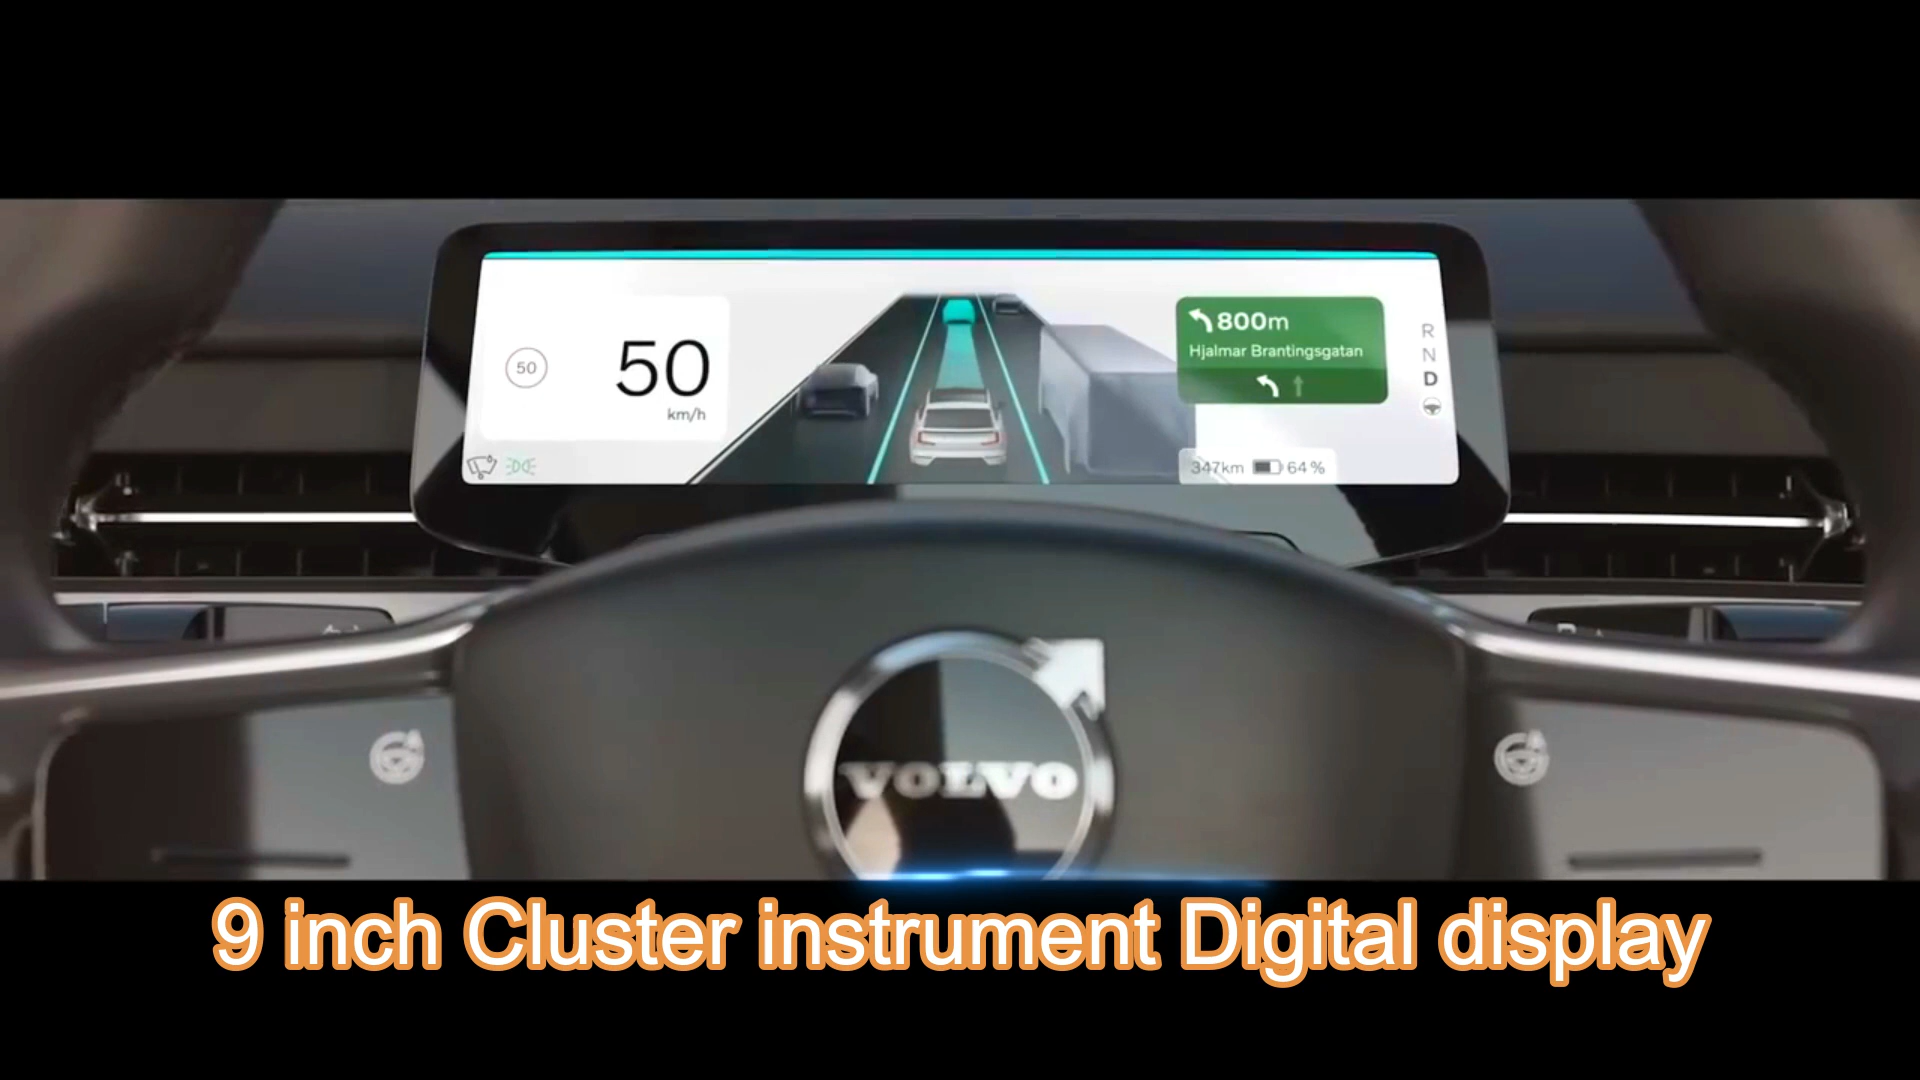 50
50
km/h
800m
Hjalmar Brantingsgatan
R
N
D
347km 64%
VOLVO
9 inch Cluster instrument Digital display